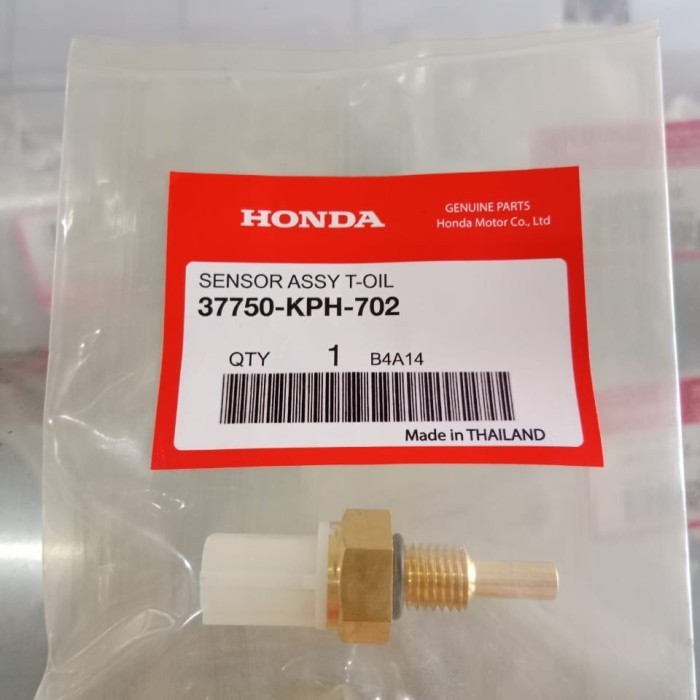 HONDA
GENUINE PARTS
Honda Motor Co., Ltd
SENSOR ASSY T-OIL
37750-KPH-702
QTY 1 B4A14
Made in THAILAND